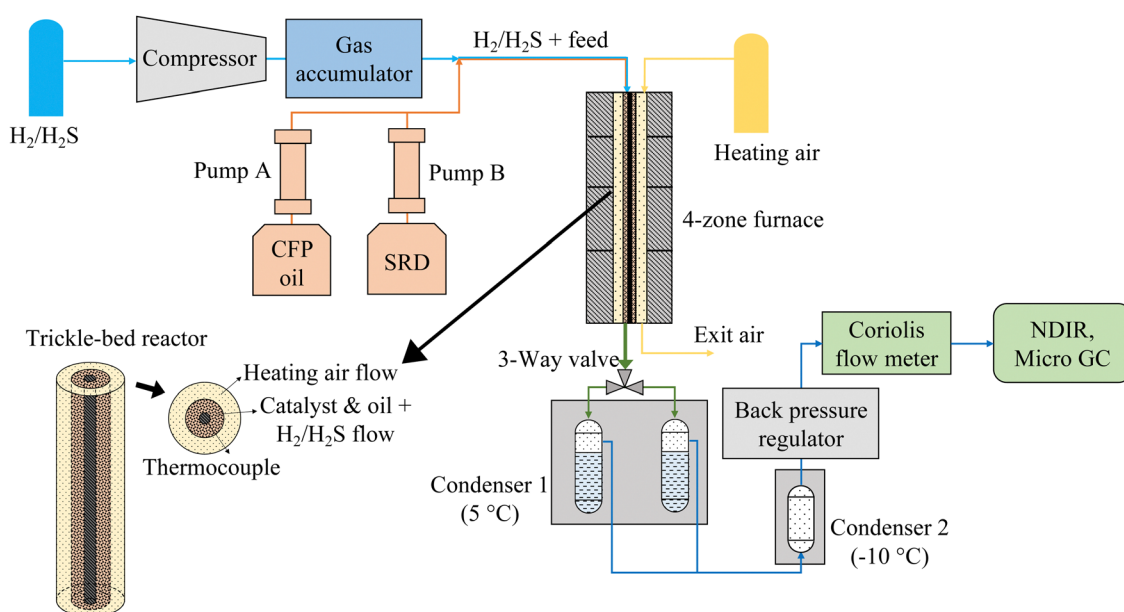 H₂/H₂S
Compressor
Gas
accumulator
H₂/H₂S + feed
Heating air
Pump A
Pump B
CFP
oil
SRD
4-zone furnace
Exit air
3-Way valve
Trickle-bed reactor
Heating air flow
Catalyst & oil +
H₂/H₂S flow
Thermocouple
Condenser 1
(5 °C)
Condenser 2
(-10 °C)
Back pressure
regulator
Coriolis
flow meter
NDIR,
Micro GC